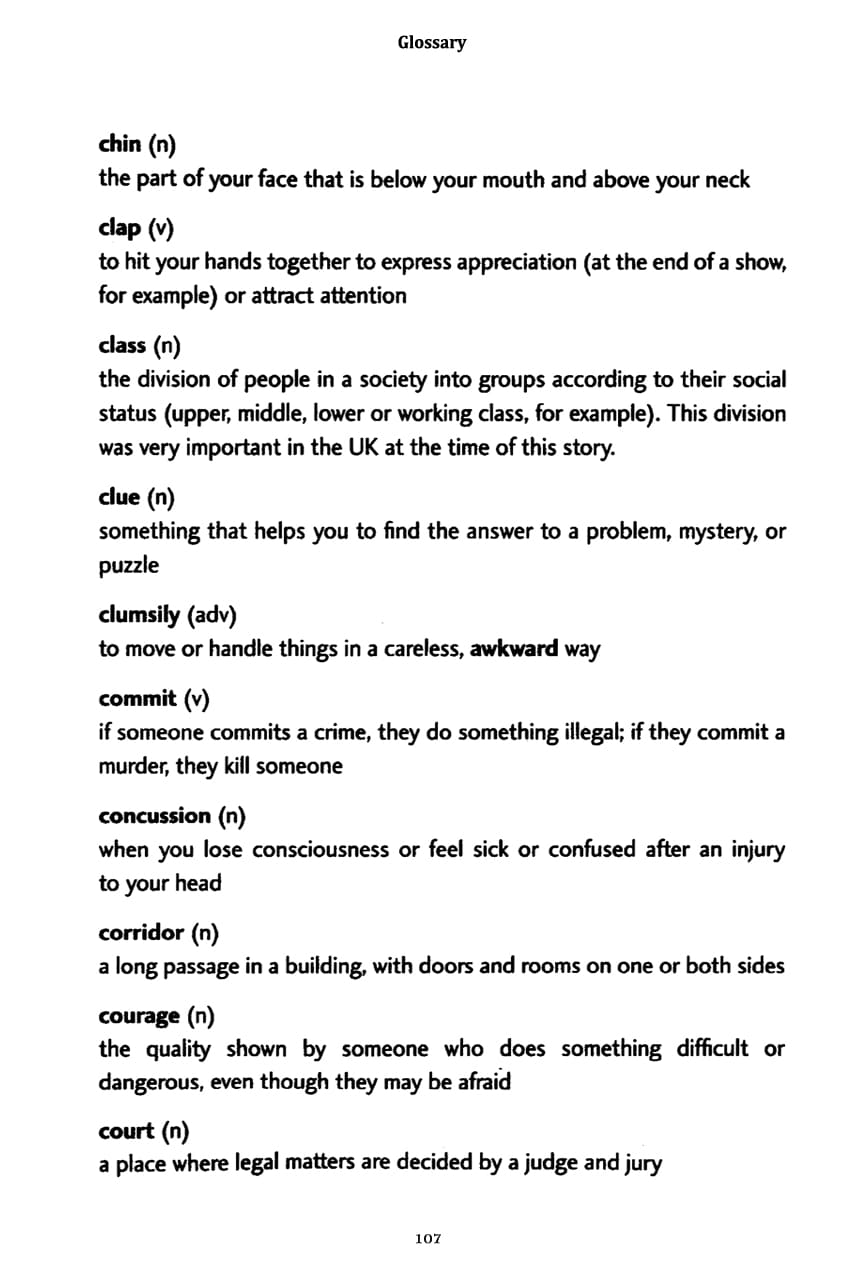 Glossary
chin (n)
the part of your face that is below your mouth and above your neck
clap (v)
to hit your hands together to express appreciation (at the end of a show,
for example) or attract attention
class (n)
the division of people in a society into groups according to their social
status (upper, middle, lower or working class, for example). This division
was very important in the UK at the time of this story.
clue (n)
something that helps you to find the answer to a problem, mystery, or
puzzle
clumsily (adv)
to move or handle things in a careless, awkward way
commit (v)
if someone commits a crime, they do something illegal; if they commit a
murder, they kill someone
concussion (n)
when you lose consciousness or feel sick or confused after an injury
to your head
corridor (n)
a long passage in a building, with doors and rooms on one or both sides
courage (n)
the quality shown by someone who does something difficult or
dangerous, even though they may be afraid
court (n)
a place where legal matters are decided by a judge and jury
107